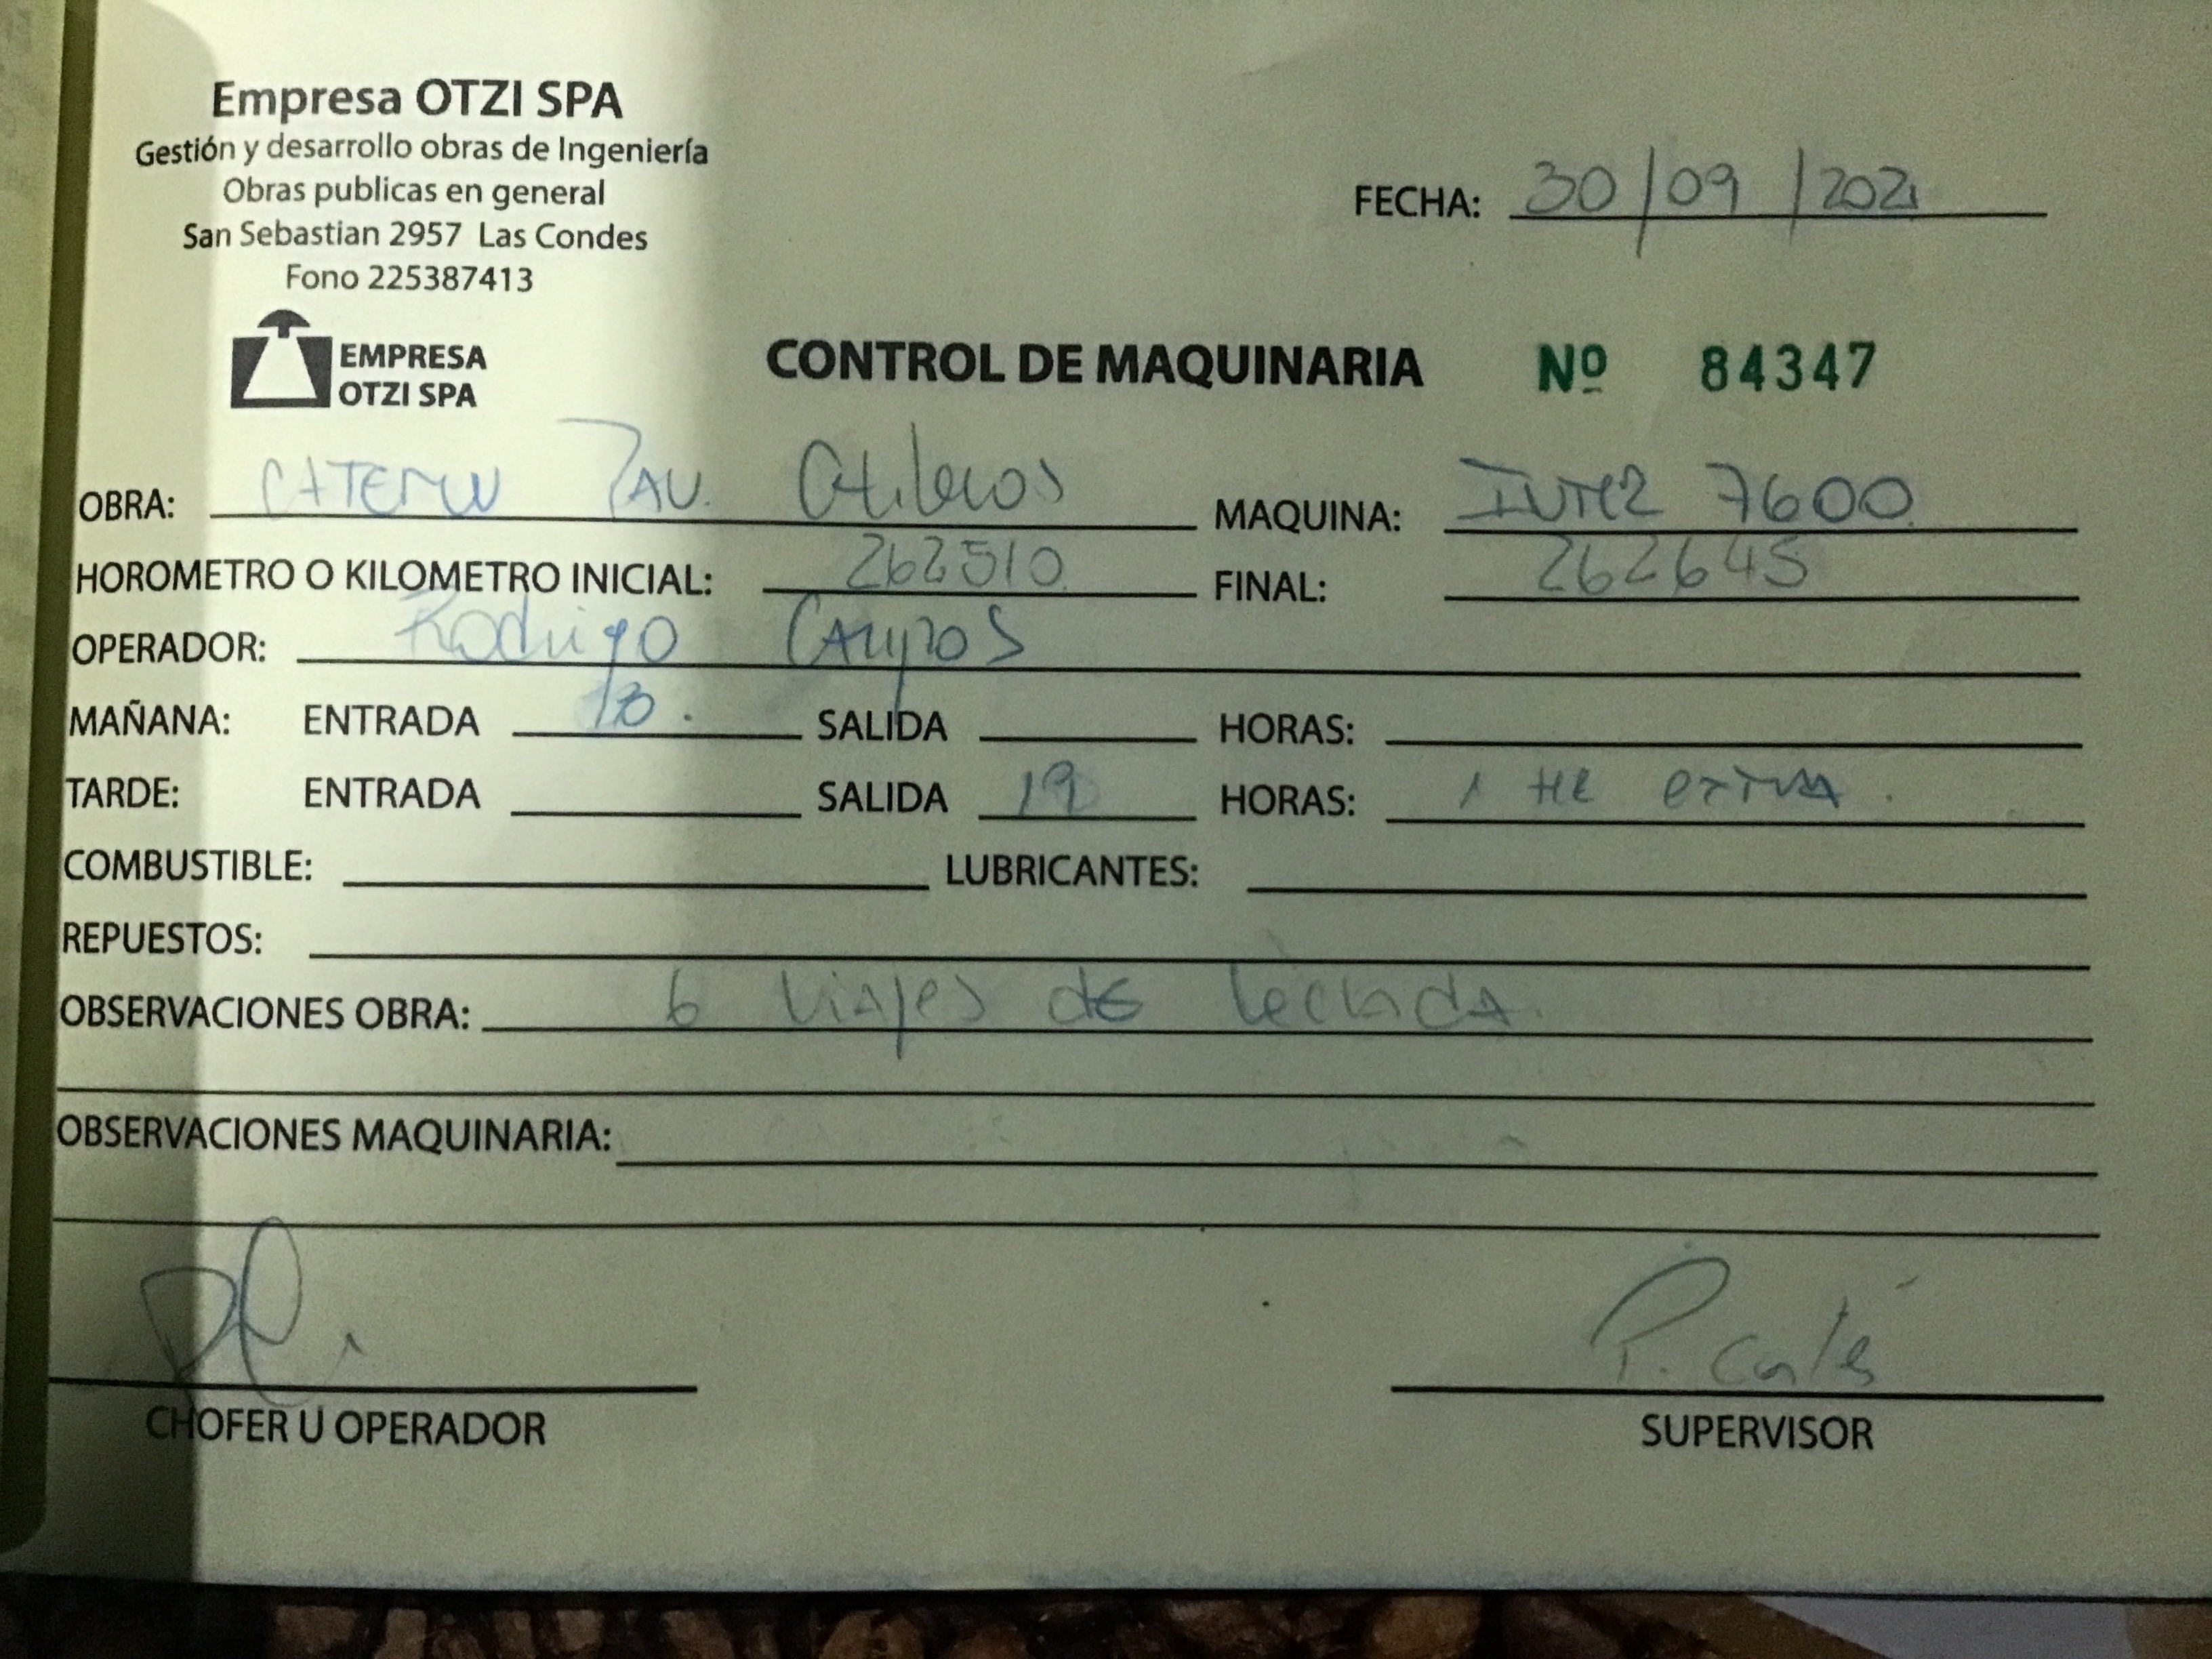 Empresa OTZI SPA
Gestión y desarrollo obras de Ingeniería
Obras publicas en general
San Sebastian 2957 Las Condes
Fono 225387413
FECHA: 30/09/2021
EMPRESA
OTZI SPA
CONTROL DE MAQUINARIA Nº 84347
OBRA: CATEMU PAV. MAQUINA: 7600
HOROMETRO O KILOMETRO INICIAL: 262510 FINAL: 262645
OPERADOR: Rodrigo CAMPOS
MAÑANA: ENTRADA SALIDA HORAS:
TARDE: ENTRADA SALIDA 19 HORAS: 1 HR extra.
COMBUSTIBLE: LUBRICANTES:
REPUESTOS:
OBSERVACIONES OBRA: 6 viajes de lechada.
OBSERVACIONES MAQUINARIA:
P. Cortés
CHOFER U OPERADOR SUPERVISOR